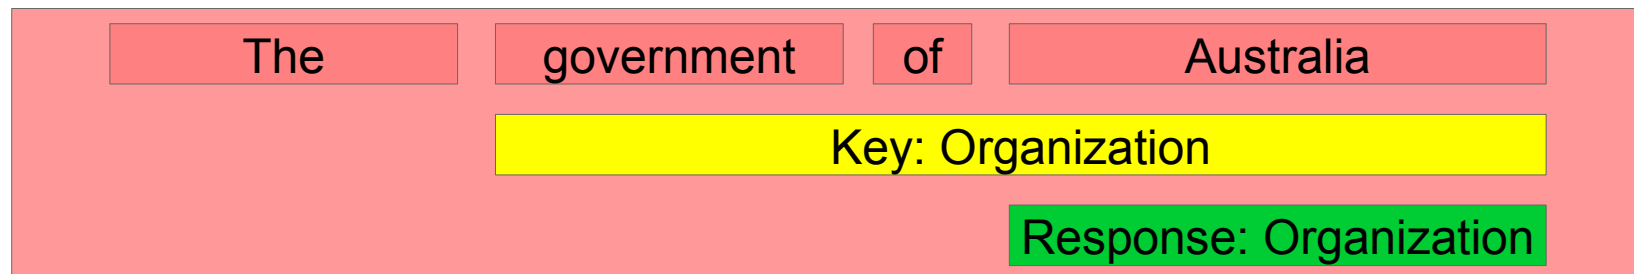 The government of Australia
Key: Organization
Response: Organization